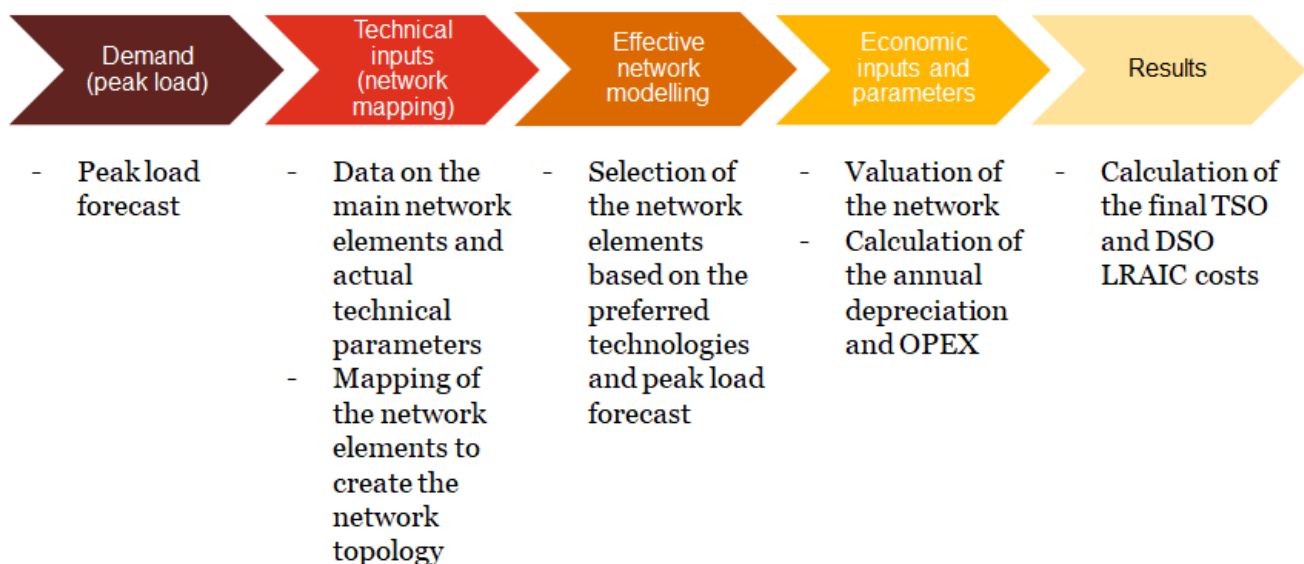 Demand
(peak load)
Technical
inputs
(network
mapping)
Effective
network
modelling
Economic
inputs and
parameters
Results
- Peak load
forecast
- Data on the
main network
elements and
actual
technical
parameters
- Mapping of
the network
elements to
create the
network
topology
- Selection of
the network
elements
based on the
preferred
technologies
and peak load
forecast
- Valuation of
the network
- Calculation of
the annual
depreciation
and OPEX
- Calculation of
the final TSO
and DSO
LRAIC costs